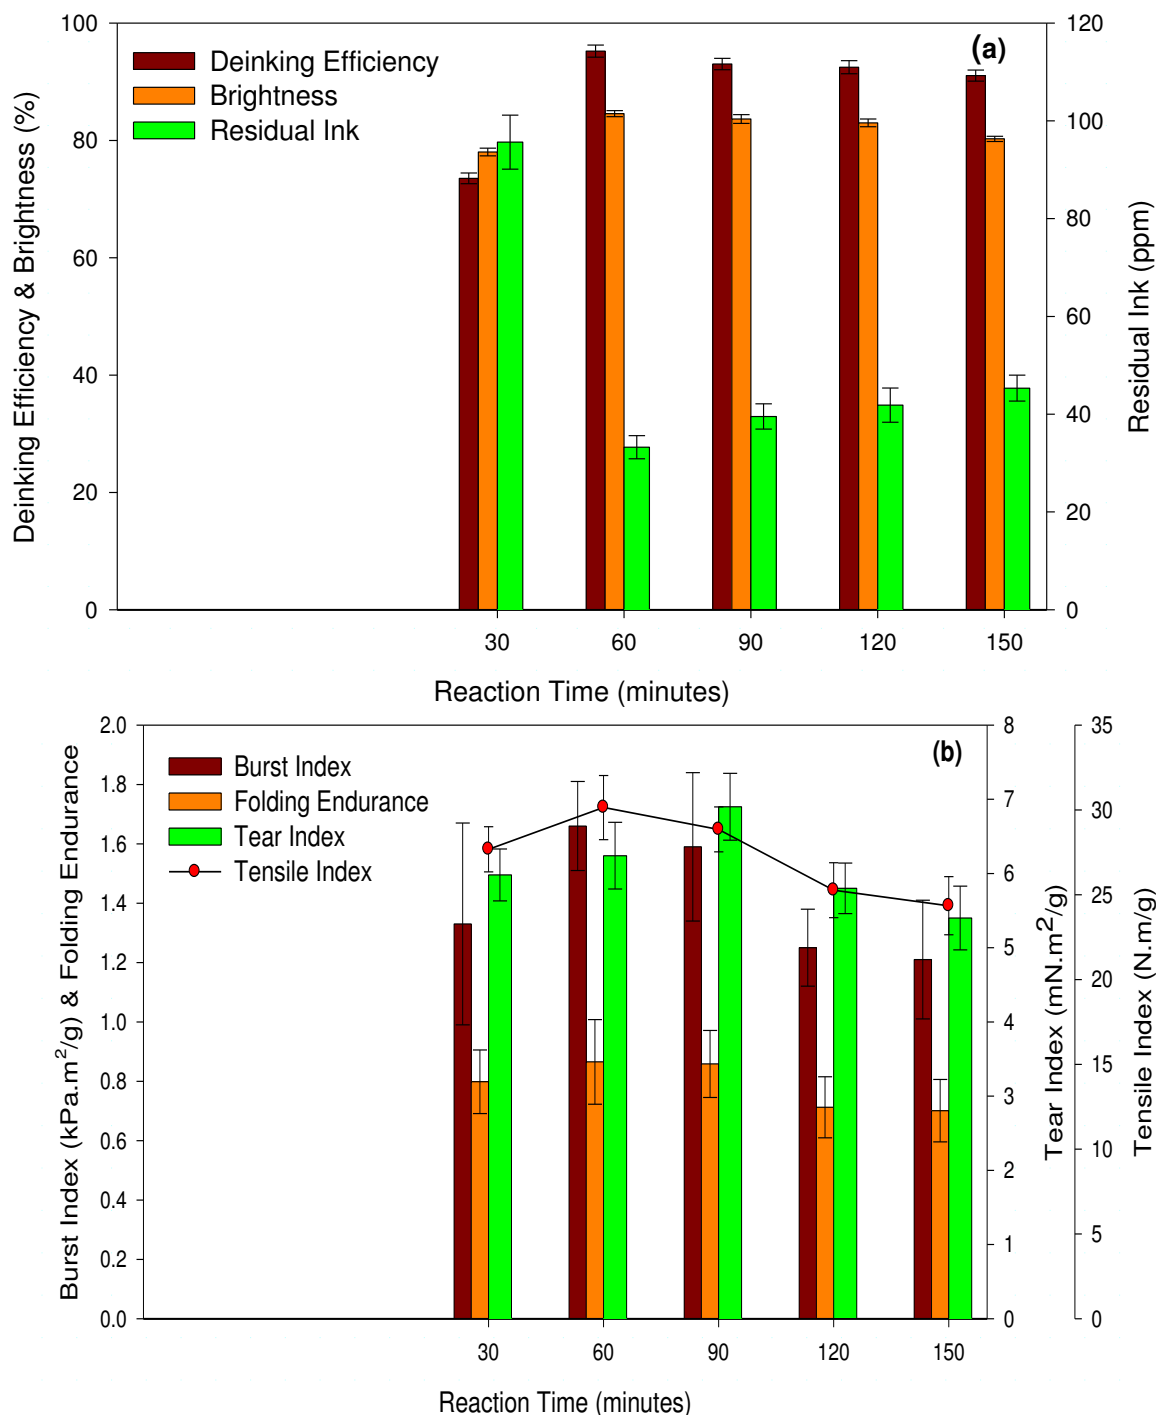 (a)
Deinking Efficiency
Brightness
Residual Ink
Deinking Efficiency & Brightness (%)
100
80
60
40
20
0
Residual Ink (ppm)
120
100
80
60
40
20
0
30 60 90 120 150
Reaction Time (minutes)
(b)
Burst Index
Folding Endurance
Tear Index
Tensile Index
Burst Index (kPa.m²/g) & Folding Endurance
2.0
1.8
1.6
1.4
1.2
1.0
0.8
0.6
0.4
0.2
0.0
Tear Index (mN.m²/g)
8
7
6
5
4
3
2
1
0
Tensile Index (N.m/g)
35
30
25
20
15
10
5
0
30 60 90 120 150
Reaction Time (minutes)